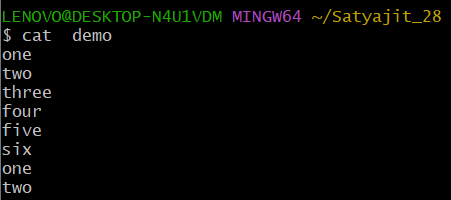 LENOVO@DESKTOP-N4U1VDM MINGW64 ~/Satyajit_28
$ cat  demo
one
two
three
four
five
six
one
two